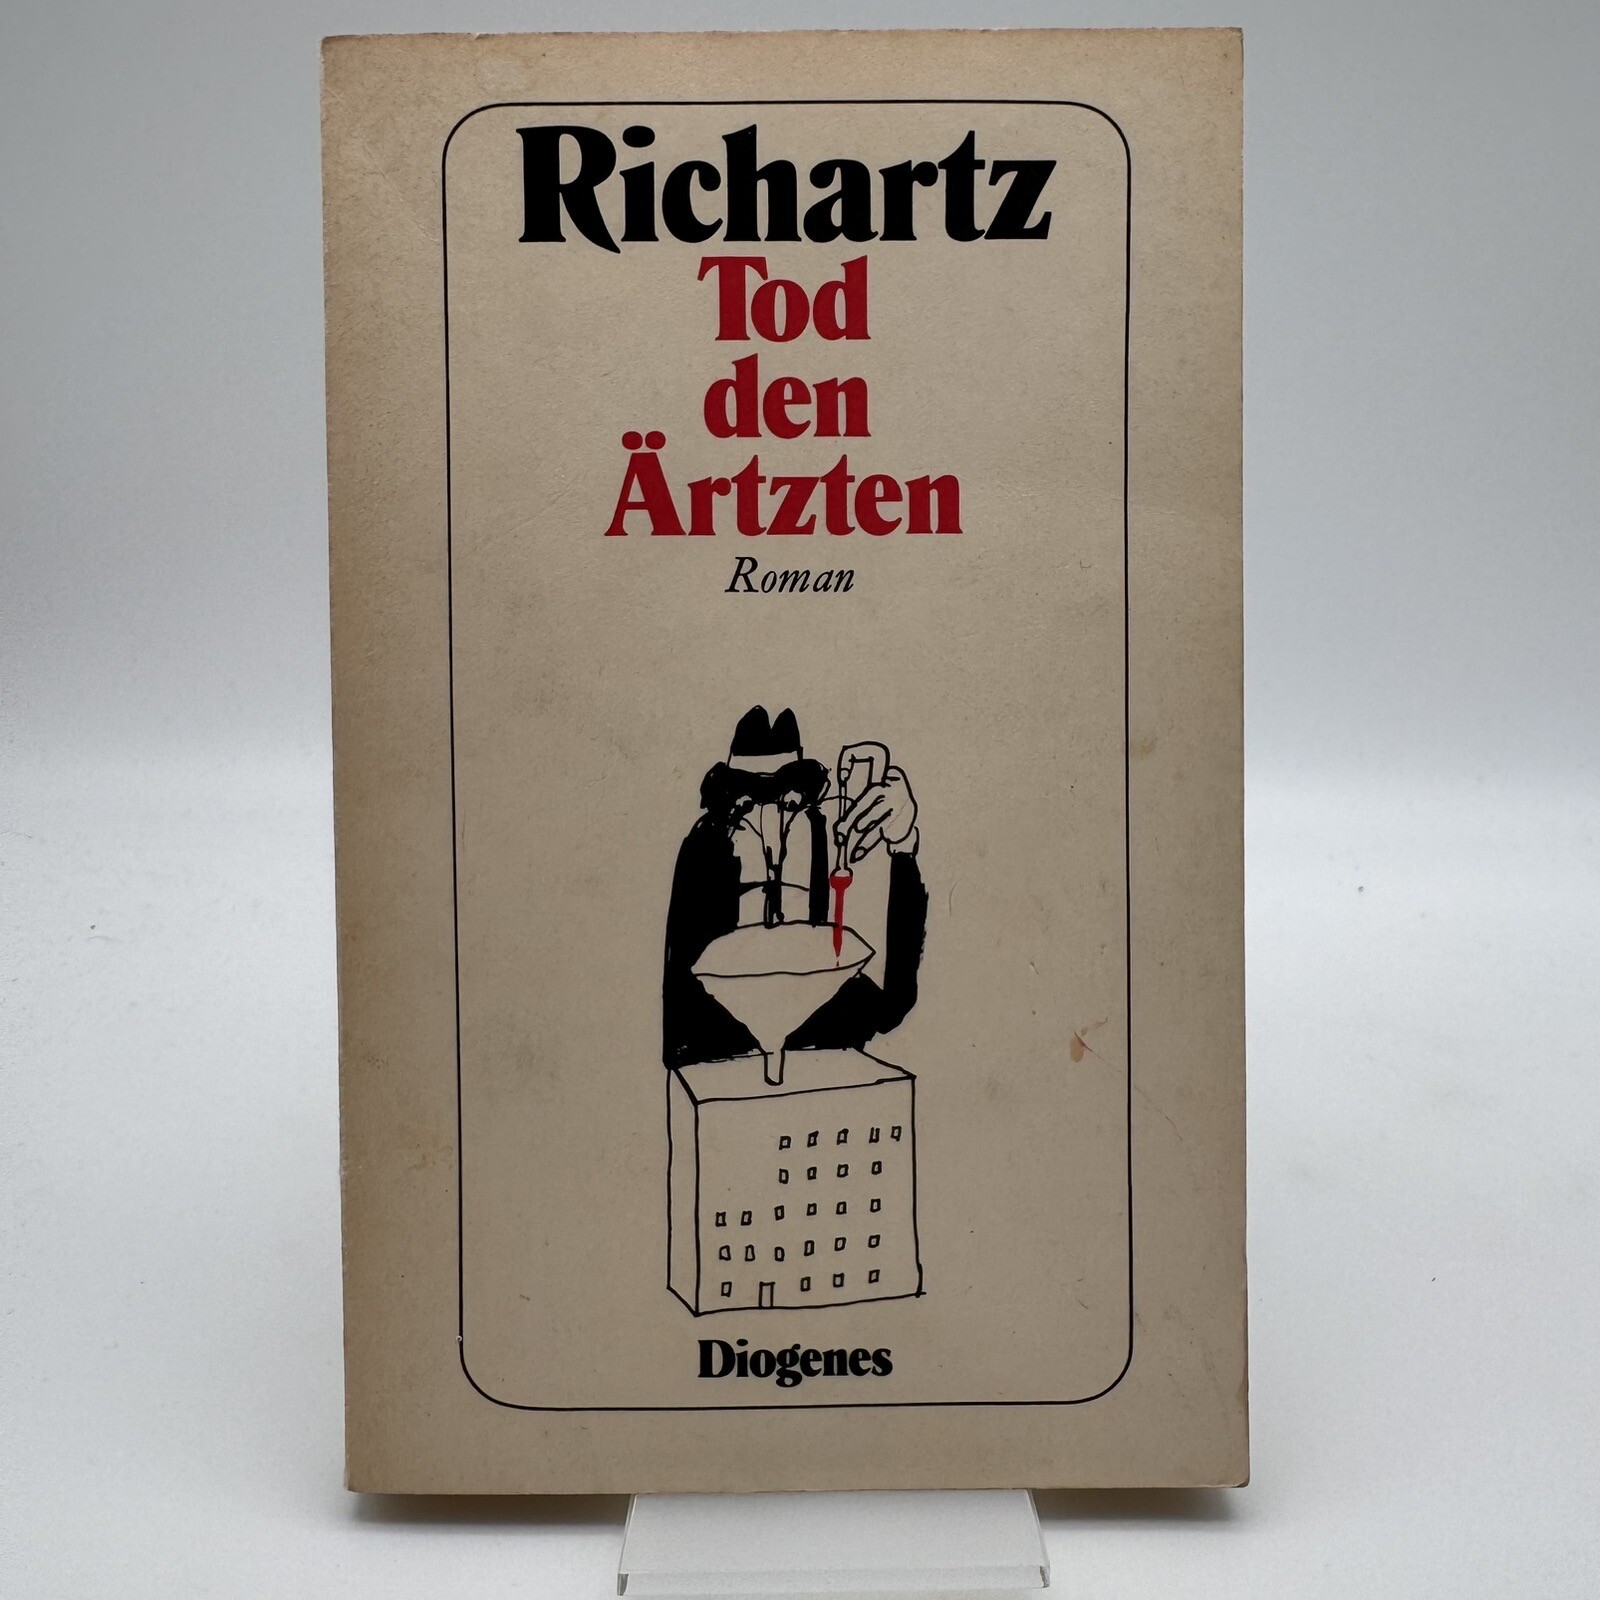 Richartz
Tod
den
Ärtzten
Roman
Diogenes